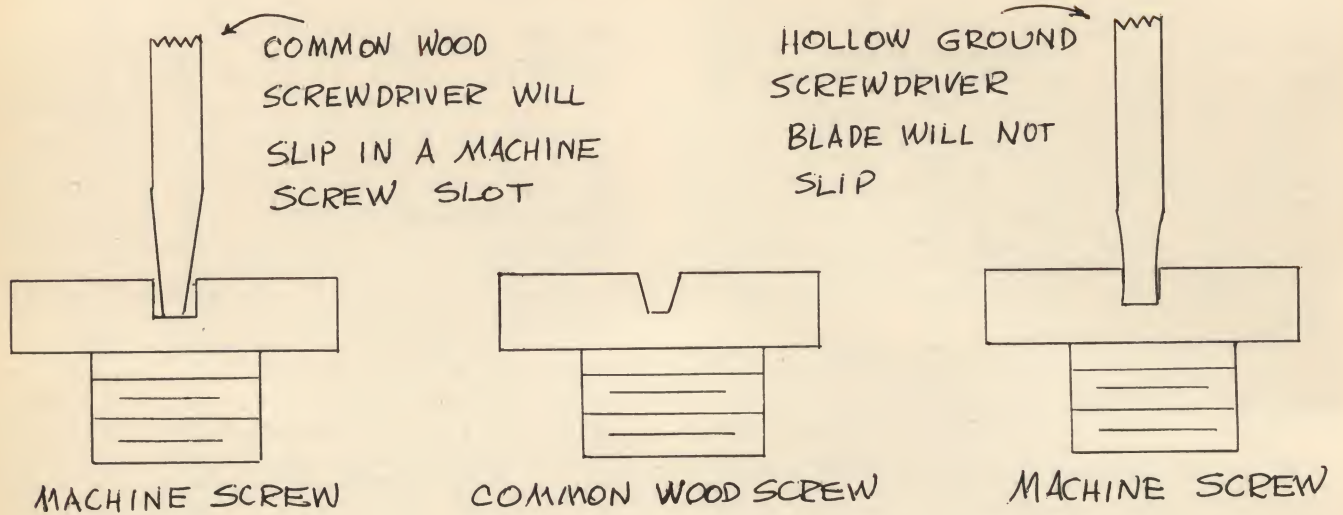 COMMON WOOD
SCREWDRIVER WILL
SLIP IN A MACHINE
SCREW SLOT
HOLLOW GROUND
SCREWDRIVER
BLADE WILL NOT
SLIP
MACHINE SCREW
COMMON WOOD SCREW
MACHINE SCREW